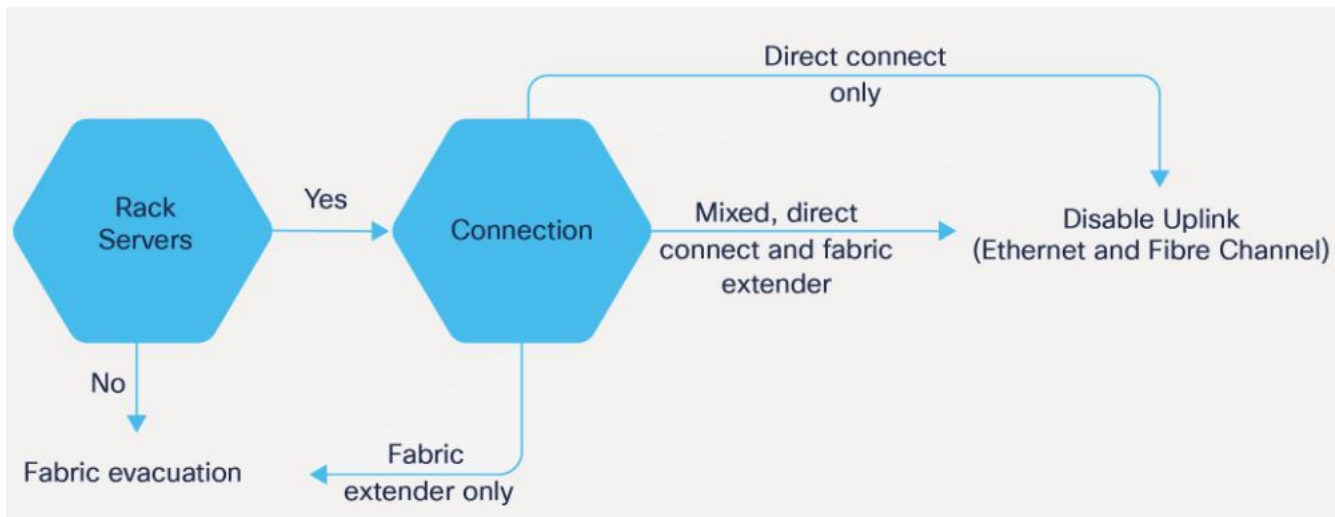 Direct connect
only
Rack
Servers
Yes
Connection
Mixed, direct
connect and fabric
extender
Disable Uplink
(Ethernet and Fibre Channel)
No
Fabric evacuation
Fabric
extender only